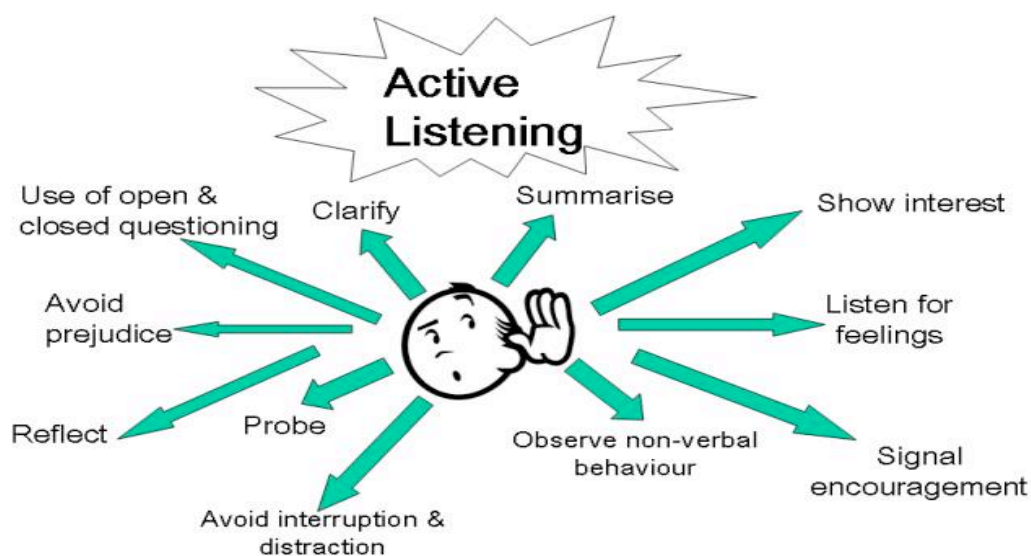 Active
Listening
Use of open &
closed questioning
Clarify
Summarise
Show interest
Avoid
prejudice
Listen for
feelings
Reflect
Probe
Observe non-verbal
behaviour
Signal
encouragement
Avoid interruption &
distraction